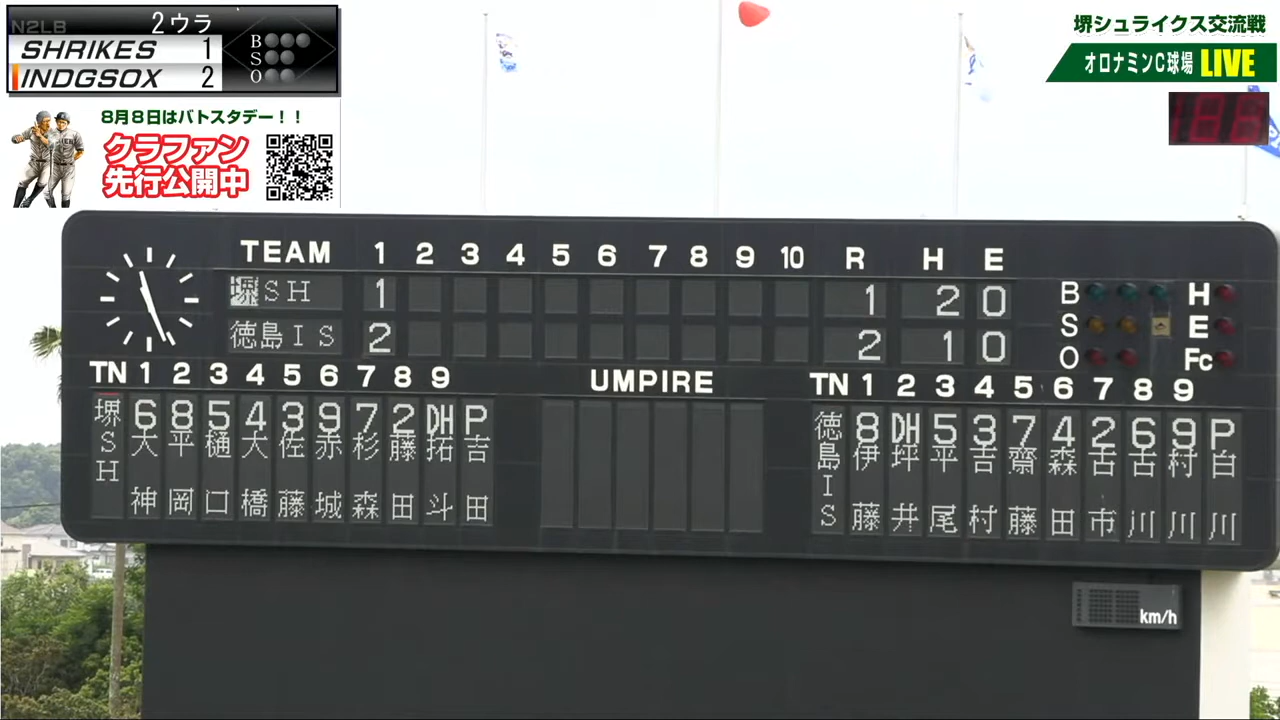 N2LB 2ウラ
SHRIKES 1
INDGSOX 2
B
S
O
堺シュライクス交流戦
オロナミンC球場 LIVE
8月8日はバトスタデー！！
クラファン
先行公開中
TEAM 1 2 3 4 5 6 7 8 9 10 R H E
堺SH 1 1 2 0
徳島IS 2 2 1 0
B H
S E
O Fc
TN 1 2 3 4 5 6 7 8 9
堺SH
6 大神
8 平岡
5 樋口
4 大橋
3 佐藤
9 赤城
7 杉森
2 藤田
DH 拓斗
P 吉田
UMPIRE
TN 1 2 3 4 5 6 7 8 9
徳島IS
8 伊藤
DH 坪井
5 平尾
3 吉村
7 齋藤
4 森田
2 古市
6 古川
9 村川
P 白川
km/h